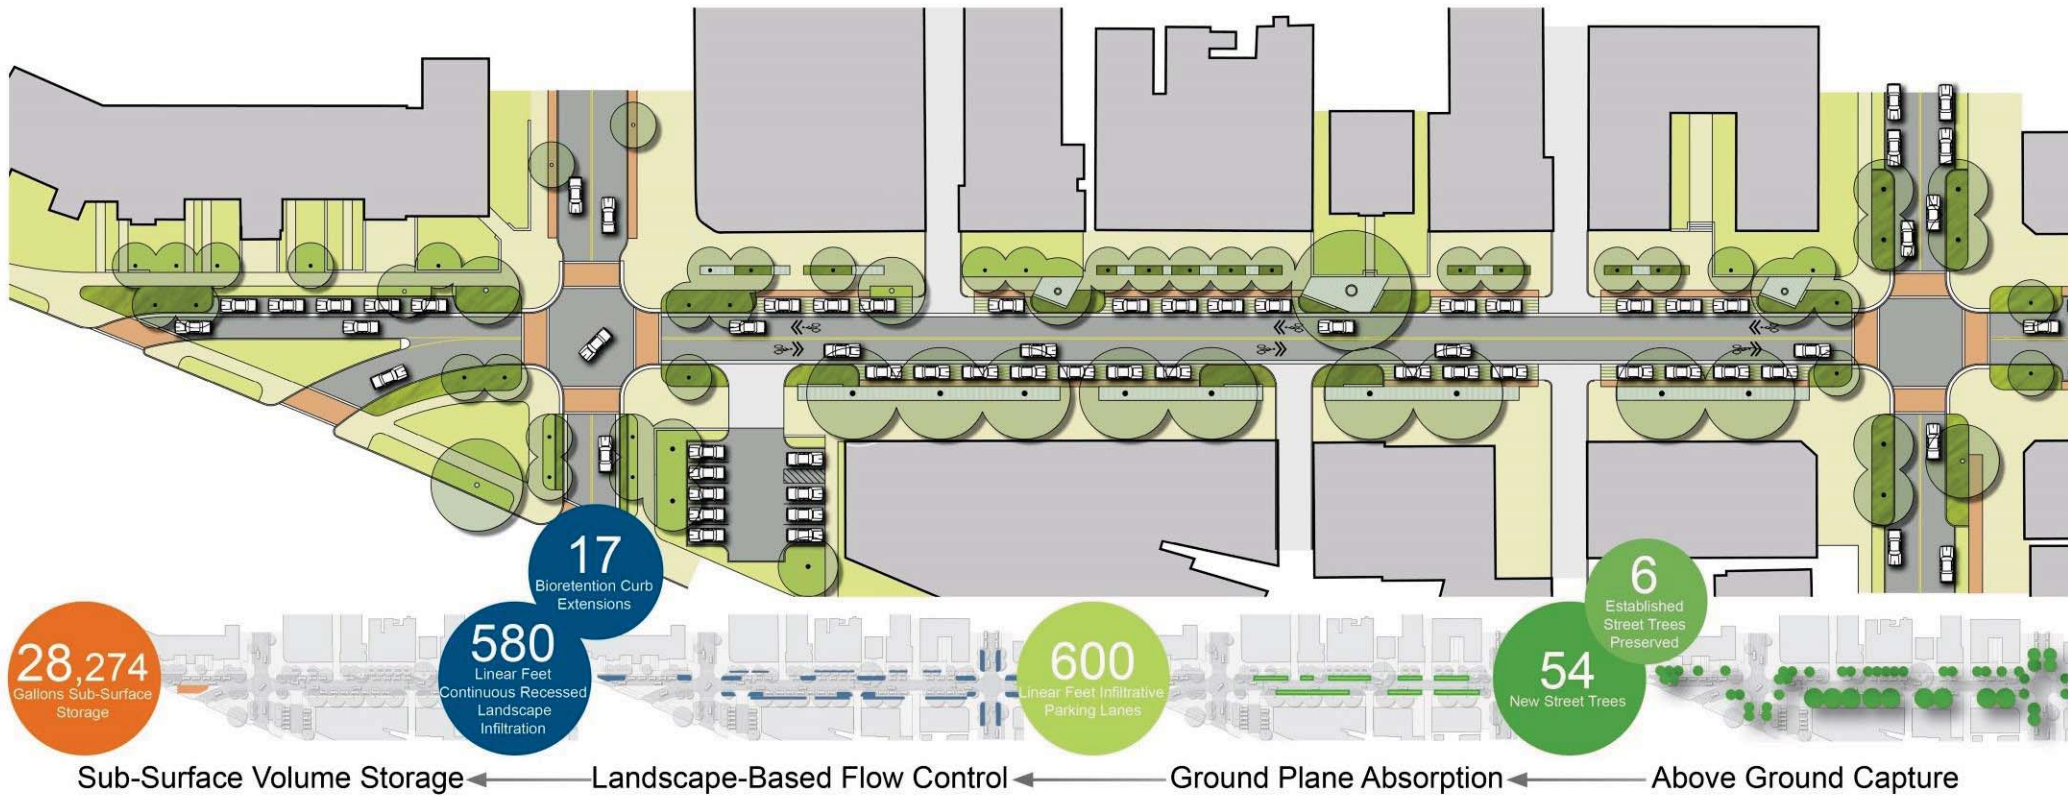 17
Bioretention Curb
Extensions
6
Established
Street Trees
Preserved
28,274
Gallons Sub-Surface
Storage
580
Linear Feet
Continuous Recessed
Landscape
Infiltration
600
Linear Feet Infiltrative
Parking Lanes
54
New Street Trees
Sub-Surface Volume Storage
Landscape-Based Flow Control
Ground Plane Absorption
Above Ground Capture